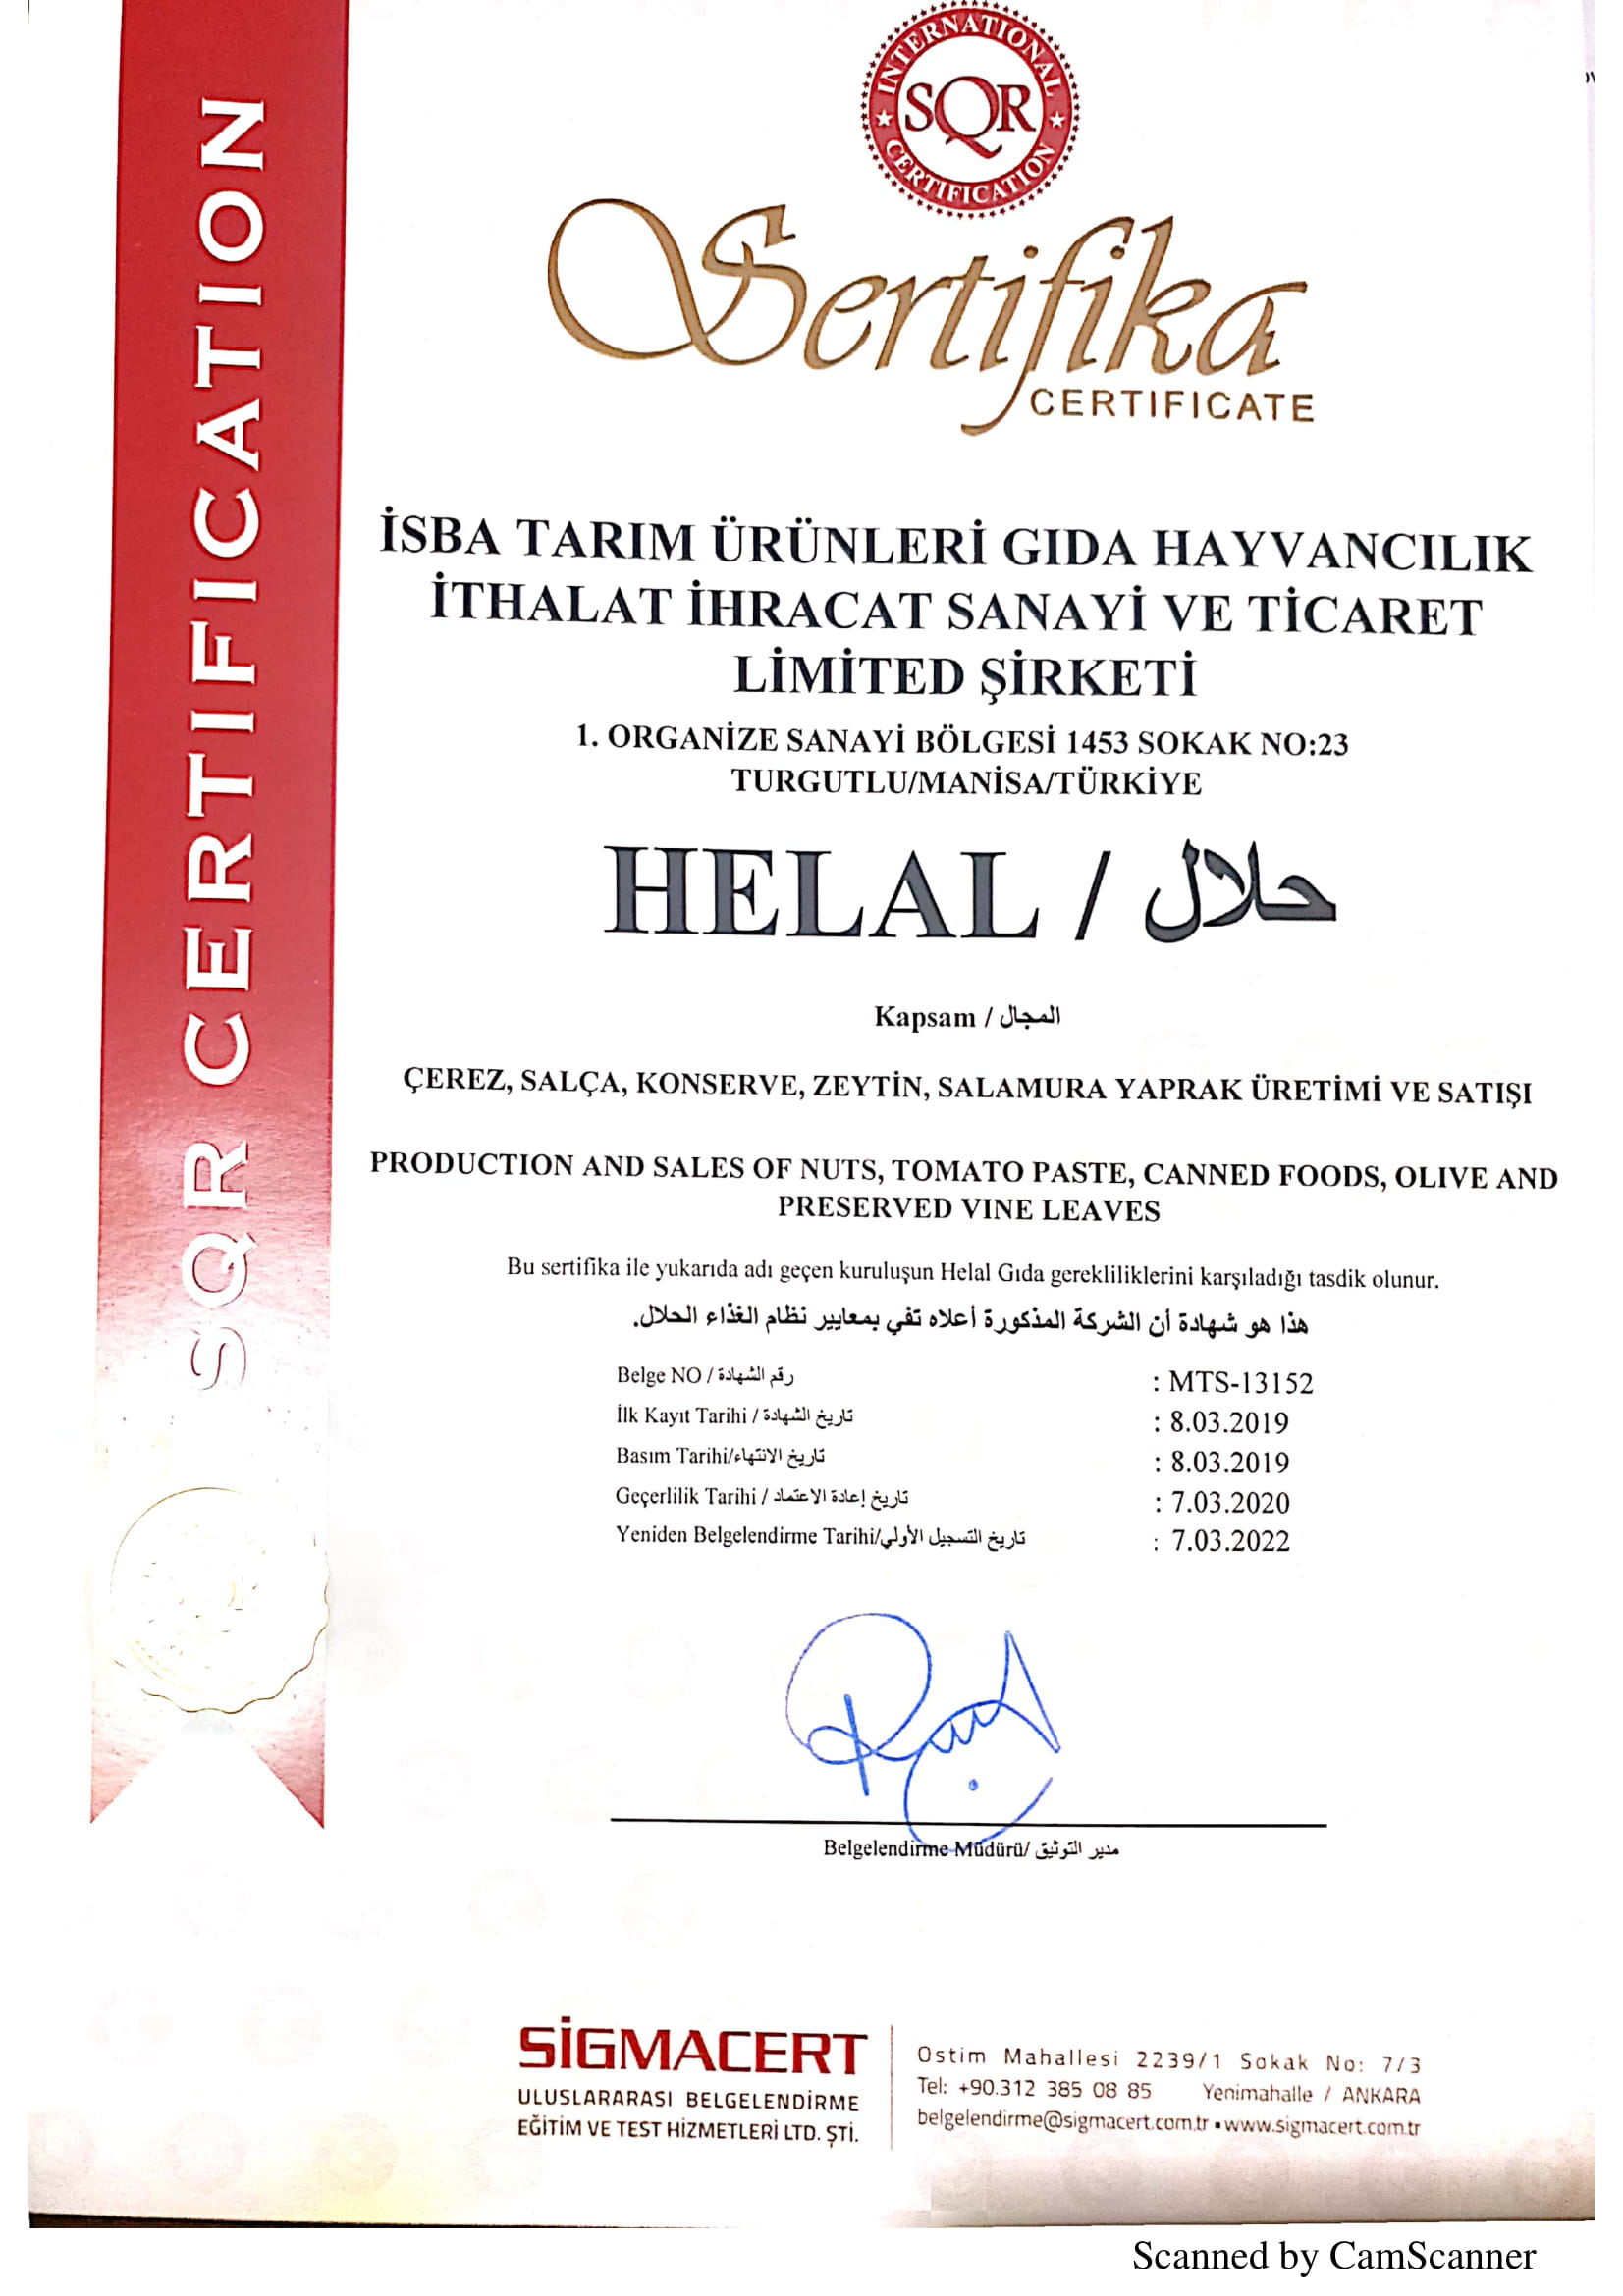 INTERNATIONAL
SQR
CERTIFICATION
SQR CERTIFICATION
Sertifika
CERTIFICATE
İSBA TARIM ÜRÜNLERİ GIDA HAYVANCILIK
İTHALAT İHRACAT SANAYİ VE TİCARET
LİMİTED ŞİRKETİ
1. ORGANİZE SANAYİ BÖLGESİ 1453 SOKAK NO:23
TURGUTLU/MANİSA/TÜRKİYE
HELAL / حلال
Kapsam / المجال
ÇEREZ, SALÇA, KONSERVE, ZEYTİN, SALAMURA YAPRAK ÜRETİMİ VE SATIŞI
PRODUCTION AND SALES OF NUTS, TOMATO PASTE, CANNED FOODS, OLIVE AND
PRESERVED VINE LEAVES
Bu sertifika ile yukarıda adı geçen kuruluşun Helal Gıda gerekliliklerini karşıladığı tasdik olunur.
هذا هو شهادة أن الشركة المذكورة أعلاه تفي بمعايير نظام الغذاء الحلال.
Belge NO / رقم الشهادة : MTS-13152
İlk Kayıt Tarihi / تاريخ الشهادة : 8.03.2019
Basım Tarihi/تاريخ الانتهاء : 8.03.2019
Geçerlilik Tarihi / تاريخ إعادة الاعتماد : 7.03.2020
Yeniden Belgelendirme Tarihi/تاريخ التسجيل الأولي : 7.03.2022
Belgelendirme Müdürü/ مدير التوثيق
SİGMACERT
ULUSLARARASI BELGELENDİRME
EĞİTİM VE TEST HİZMETLERİ LTD. ŞTİ.
Ostim Mahallesi 2239/1 Sokak No: 7/3
Tel: +90.312 385 08 85 Yenimahalle / ANKARA
belgelendirme@sigmacert.com.tr ▪ www.sigmacert.com.tr
Scanned by CamScanner